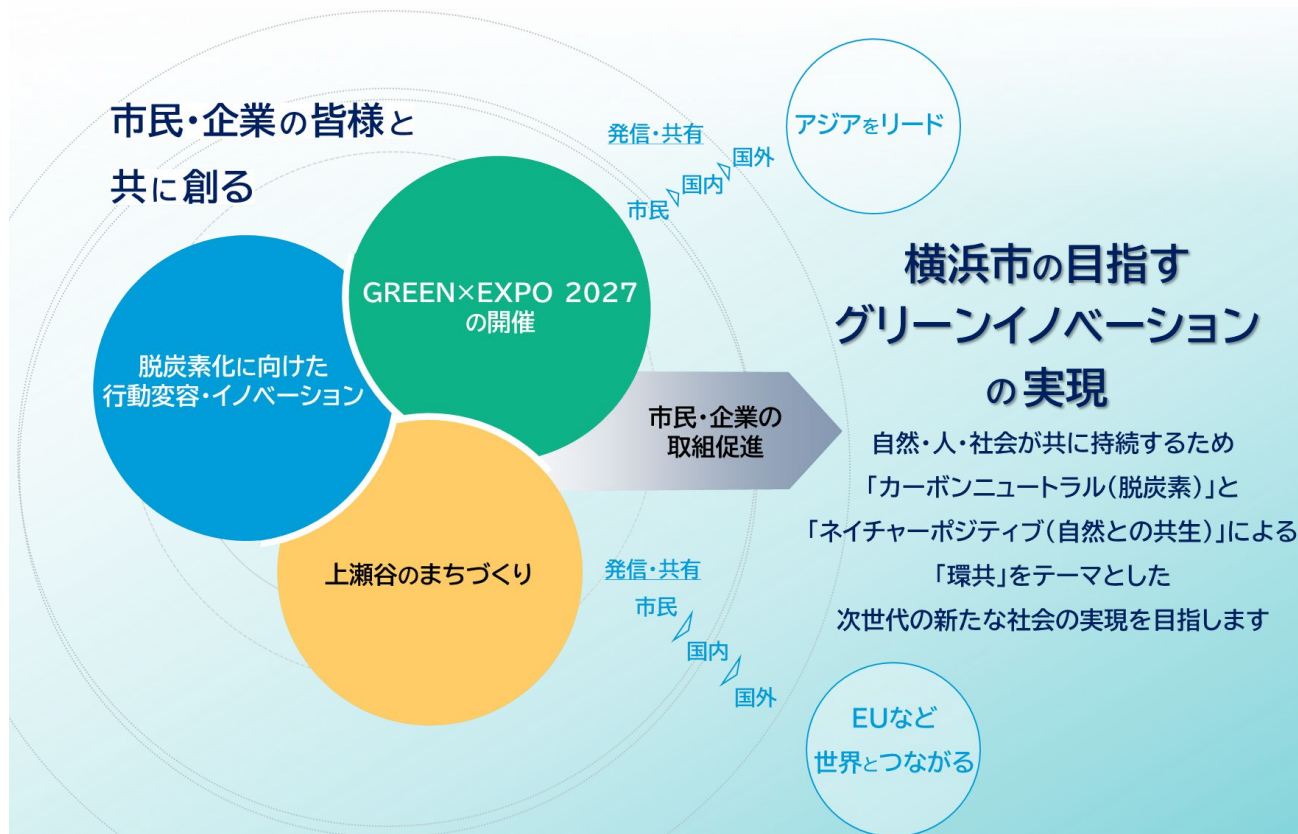 市民・企業の皆様と
共に創る
GREEN×EXPO 2027
の開催
脱炭素化に向けた
行動変容・イノベーション
上瀬谷のまちづくり
発信・共有
市民
国内
国外
アジアをリード
市民・企業の
取組促進
横浜市の目指す
グリーンイノベーション
の実現
自然・人・社会が共に持続するため
「カーボンニュートラル(脱炭素)」と
「ネイチャーポジティブ(自然との共生)」による
「環共」をテーマとした
次世代の新たな社会の実現を目指します
発信・共有
市民
国内
国外
EUなど
世界とつながる